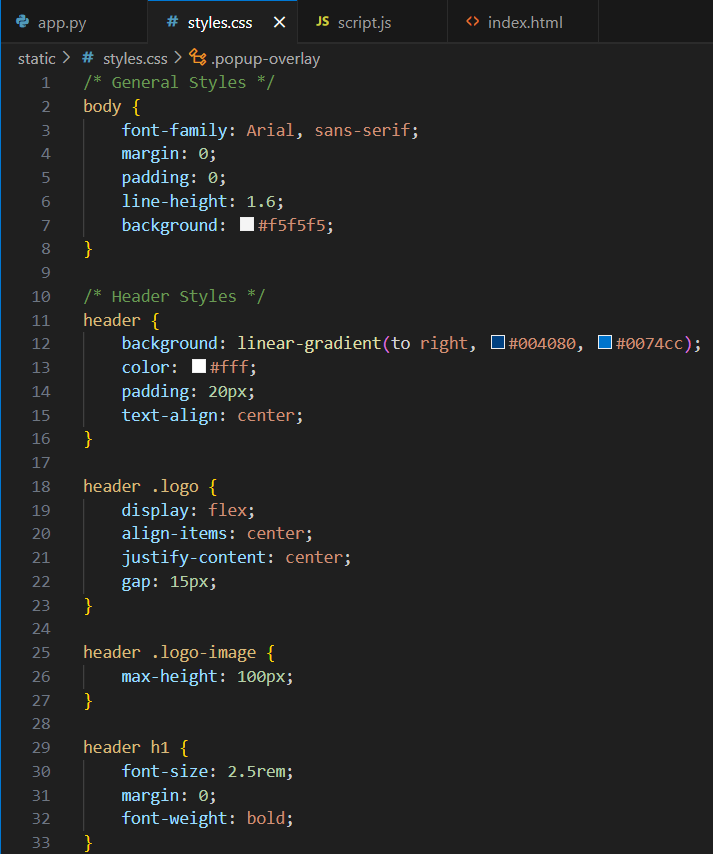 app.py # styles.css × JS script.js <> index.html
static > # styles.css > .popup-overlay
1 /* General Styles */
2 body {
3     font-family: Arial, sans-serif;
4     margin: 0;
5     padding: 0;
6     line-height: 1.6;
7     background: #f5f5f5;
8 }
9
10 /* Header Styles */
11 header {
12     background: linear-gradient(to right, #004080, #0074cc);
13     color: #fff;
14     padding: 20px;
15     text-align: center;
16 }
17
18 header .logo {
19     display: flex;
20     align-items: center;
21     justify-content: center;
22     gap: 15px;
23 }
24
25 header .logo-image {
26     max-height: 100px;
27 }
28
29 header h1 {
30     font-size: 2.5rem;
31     margin: 0;
32     font-weight: bold;
33 }